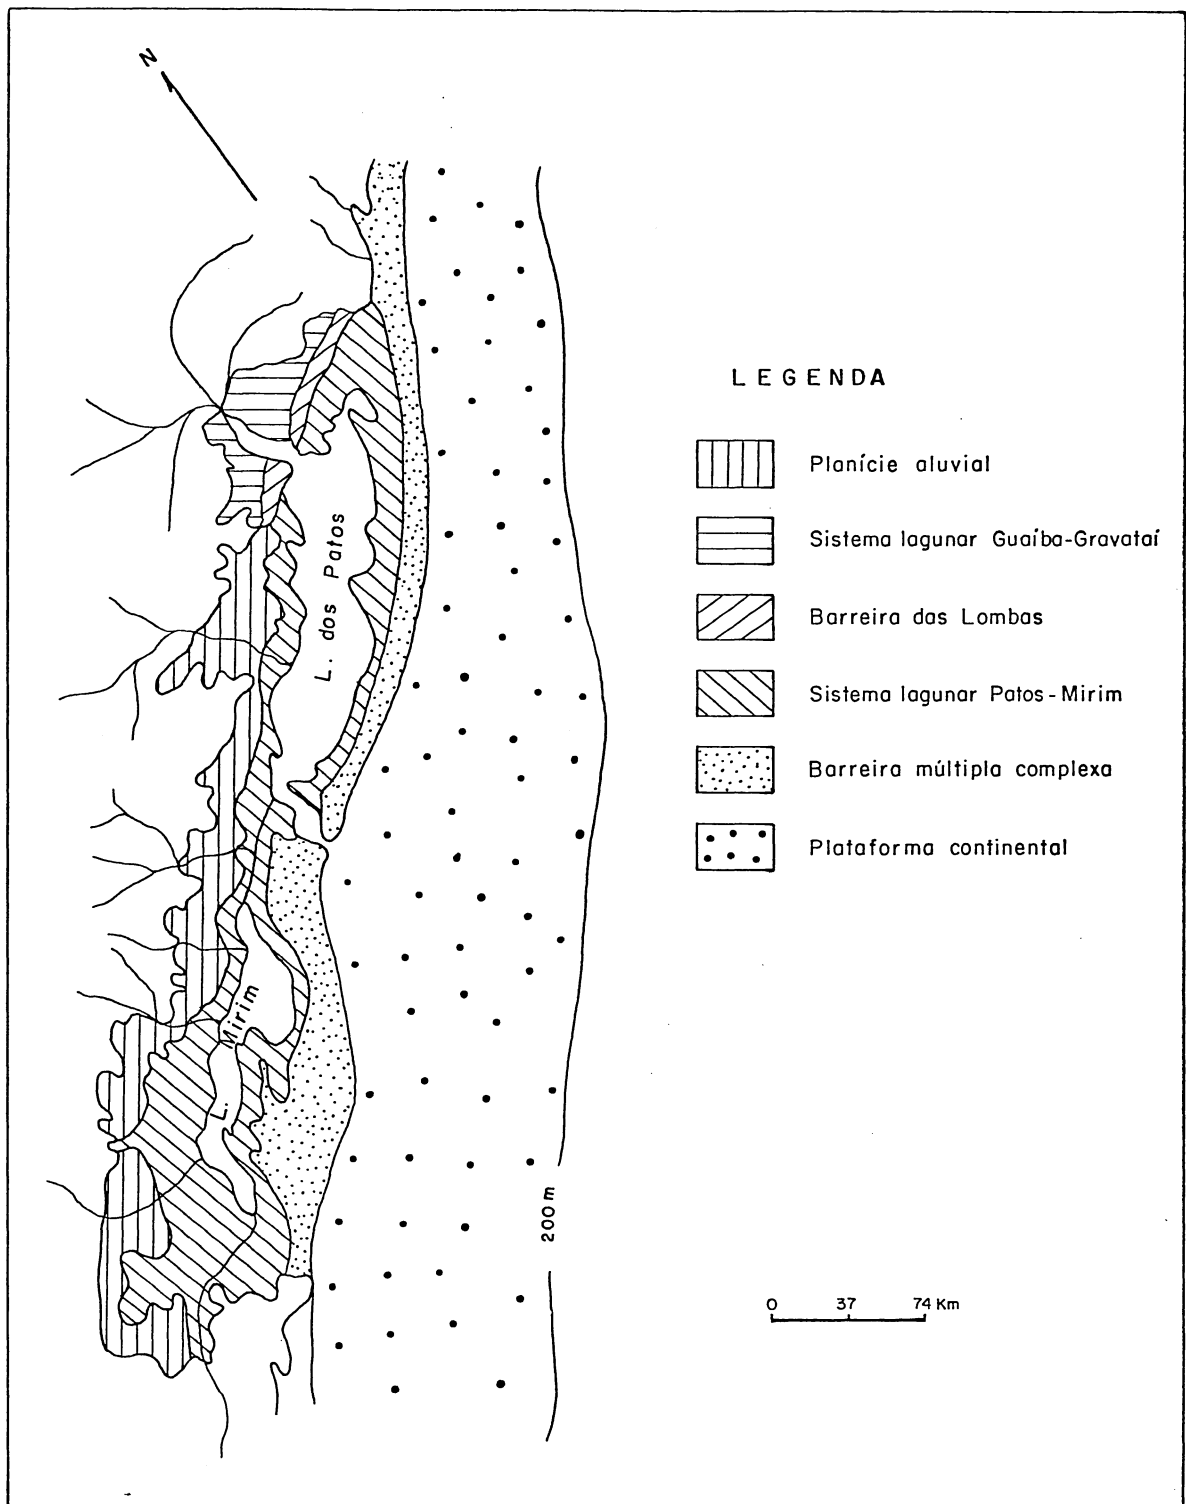 N
L. dos Patos
L. Mirim
200 m
LEGENDA
Planície aluvial
Sistema lagunar Guaíba-Gravataí
Barreira das Lombas
Sistema lagunar Patos-Mirim
Barreira múltipla complexa
Plataforma continental
0 37 74 Km